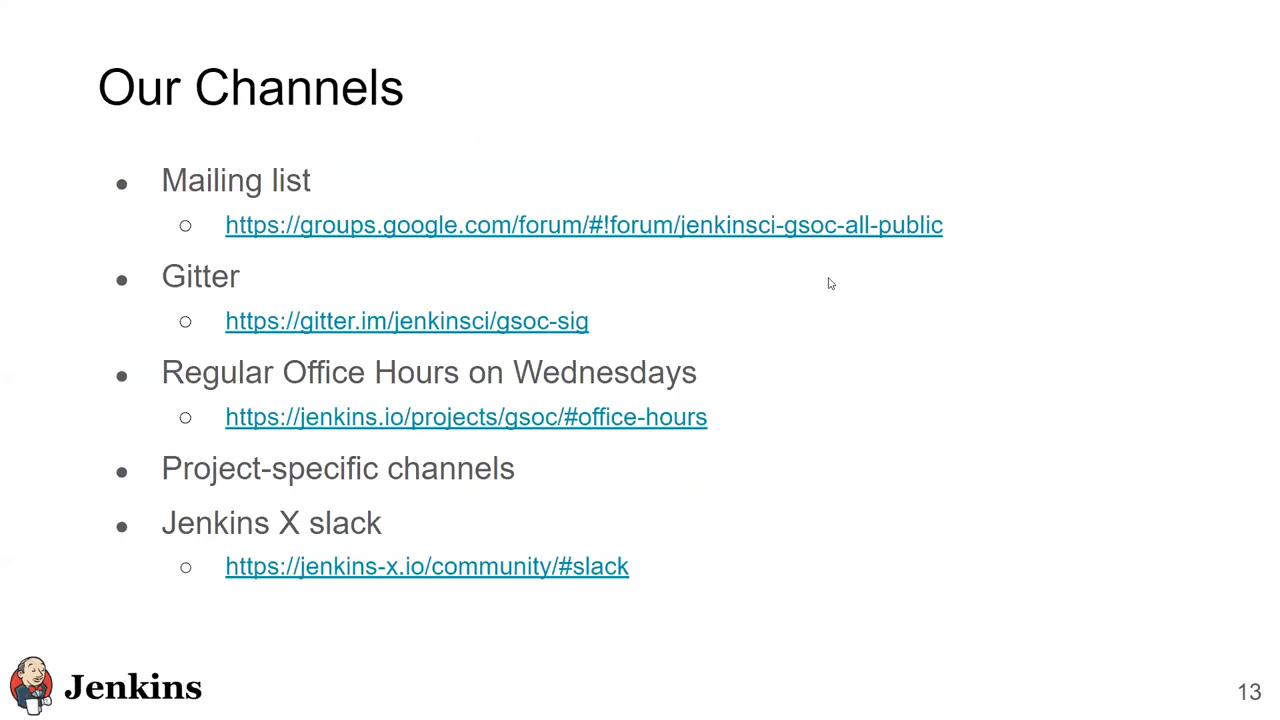 Our Channels
● Mailing list
○ https://groups.google.com/forum/#!forum/jenkinsci-gsoc-all-public
● Gitter
○ https://gitter.im/jenkinsci/gsoc-sig
● Regular Office Hours on Wednesdays
○ https://jenkins.io/projects/gsoc/#office-hours
● Project-specific channels
● Jenkins X slack
○ https://jenkins-x.io/community/#slack
Jenkins
13